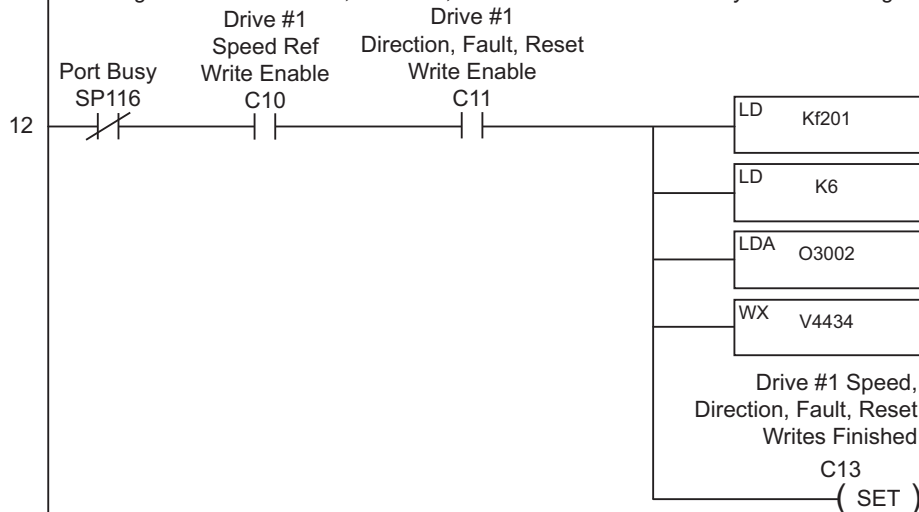 Drive #1
Speed Ref
Write Enable
C10
Drive #1
Direction, Fault, Reset
Write Enable
C11
Port Busy
SP116
12
LD Kf201
LD K6
LDA O3002
WX V4434
Drive #1 Speed,
Direction, Fault, Reset
Writes Finished
C13
( SET )